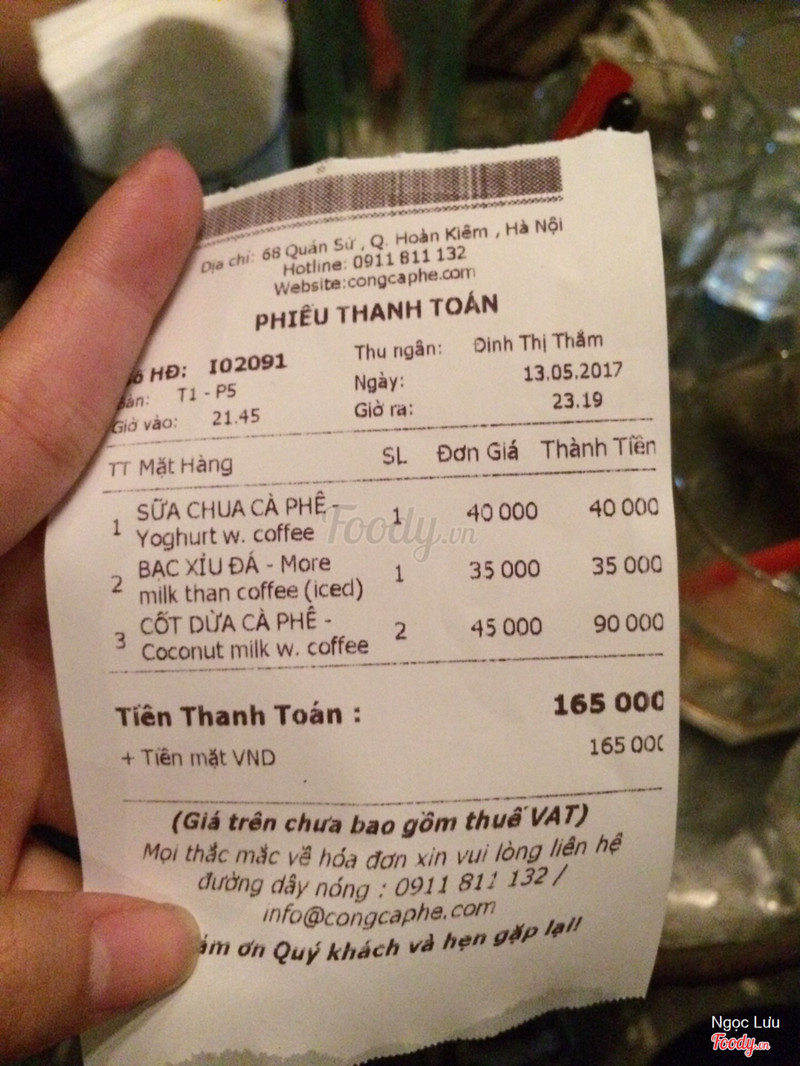 Địa chỉ: 68 Quán Sứ , Q. Hoàn Kiếm , Hà Nội
Hotline: 0911 811 132
Website:congcaphe.com
PHIẾU THANH TOÁN
HĐ: I02091 Thu ngân: Đinh Thị Thắm
Bàn: T1 - P5 Ngày: 13.05.2017
Giờ vào: 21.45 Giờ ra: 23.19
TT Mặt Hàng SL Đơn Giá Thành Tiền
1 SỮA CHUA CÀ PHÊ - 1 40 000 40 000
Yoghurt w. coffee
2 BẠC XỈU ĐÁ - More 1 35 000 35 000
milk than coffee (iced)
3 CỐT DỪA CÀ PHÊ - 2 45 000 90 000
Coconut milk w. coffee
Tiền Thanh Toán : 165 000
+ Tiền mặt VND 165 000
(Giá trên chưa bao gồm thuế VAT)
Mọi thắc mắc về hóa đơn xin vui lòng liên hệ
đường dây nóng : 0911 811 132 /
info@congcaphe.com
ảm ơn Quý khách và hẹn gặp lại!
Foody.vn
Ngọc Lưu
Foody.vn